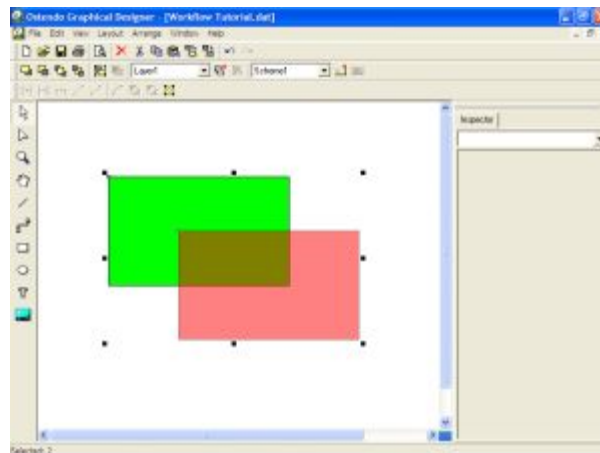 Ostendo Graphical Designer - [Workflow Tutorial.dat]
File Edit View Layout Arrange Window Help
Layer1 Scheme1
Inspector
Selected: 2